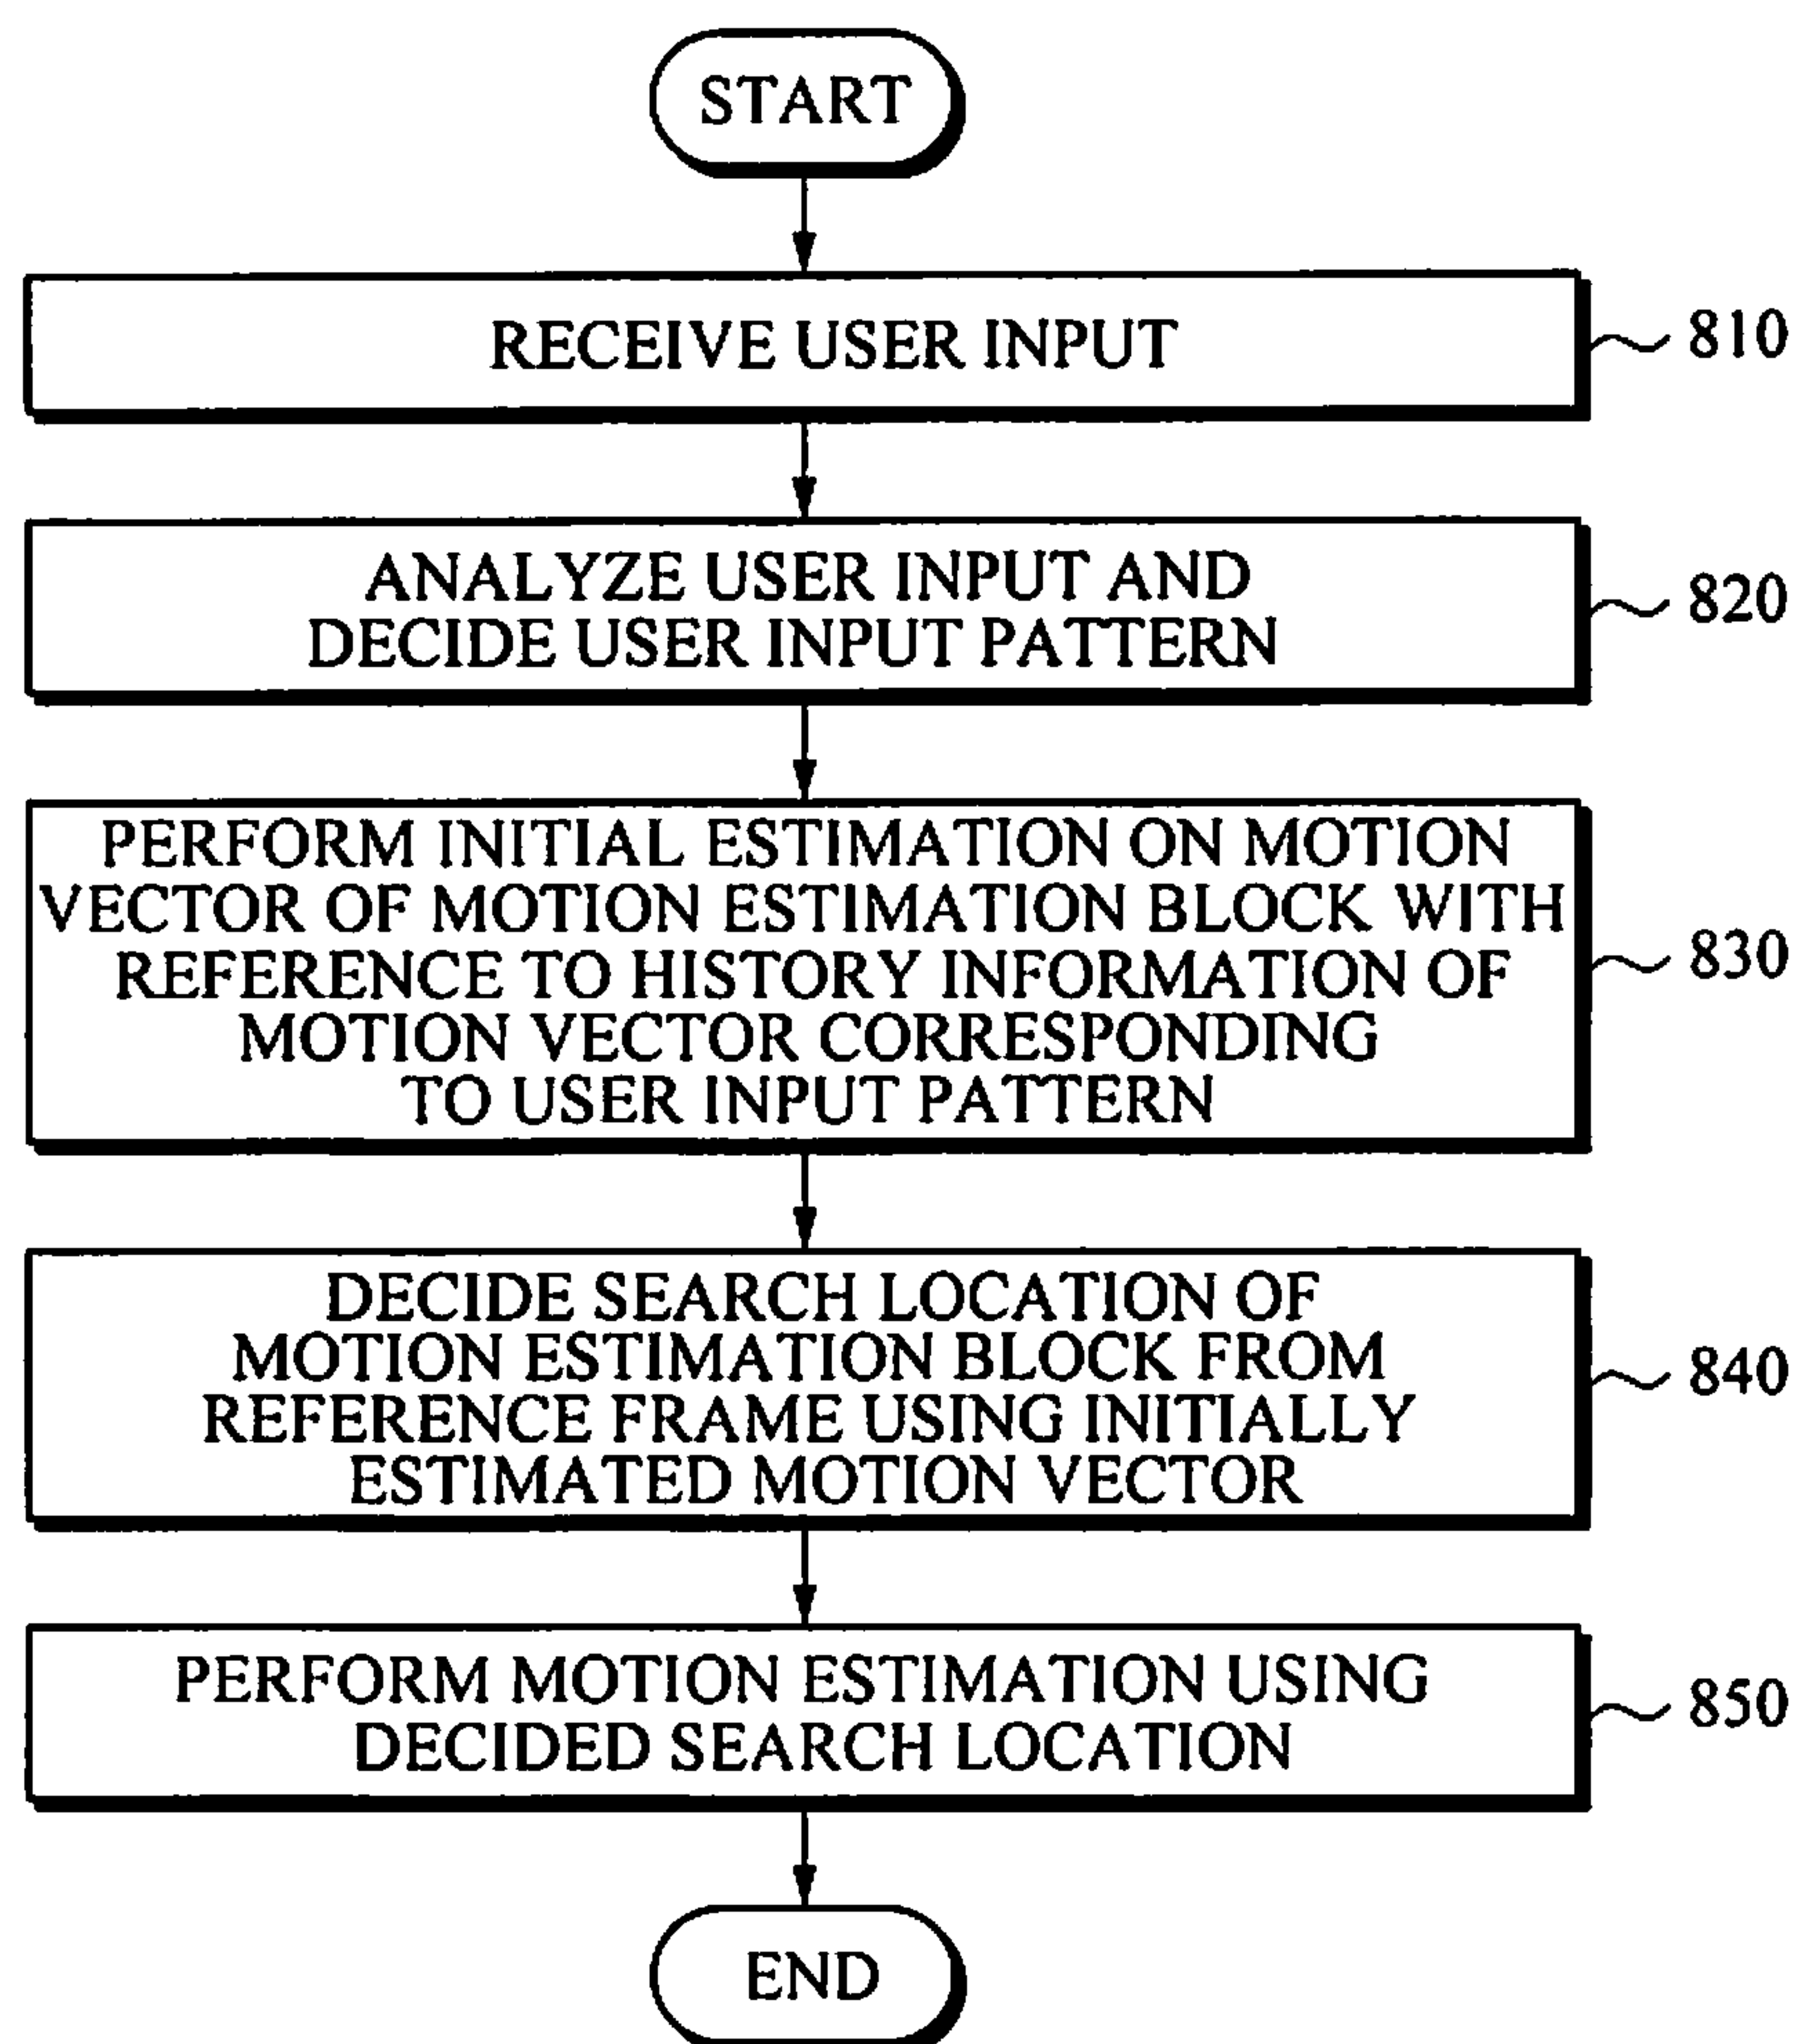 START
RECEIVE USER INPUT
810
ANALYZE USER INPUT AND
DECIDE USER INPUT PATTERN
820
PERFORM INITIAL ESTIMATION ON MOTION
VECTOR OF MOTION ESTIMATION BLOCK WITH
REFERENCE TO HISTORY INFORMATION OF
MOTION VECTOR CORRESPONDING
TO USER INPUT PATTERN
830
DECIDE SEARCH LOCATION OF
MOTION ESTIMATION BLOCK FROM
REFERENCE FRAME USING INITIALLY
ESTIMATED MOTION VECTOR
840
PERFORM MOTION ESTIMATION USING
DECIDED SEARCH LOCATION
850
END